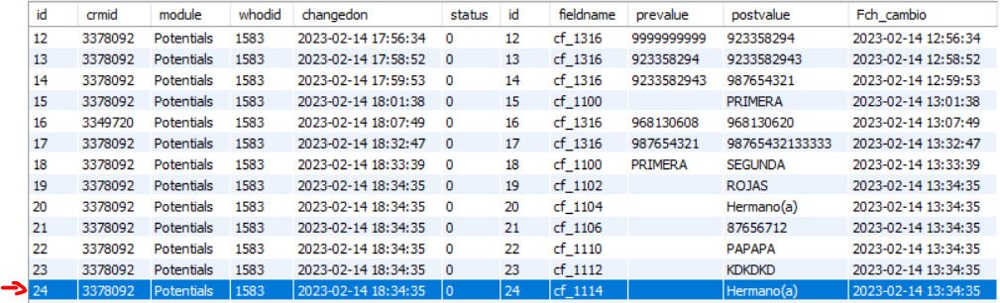 id crmid module whodid changedon status id fieldname prevalue postvalue Fch_cambio
12 3378092 Potentials 1583 2023-02-14 17:56:34 0 12 cf_1316 9999999999 923358294 2023-02-14 12:56:34
13 3378092 Potentials 1583 2023-02-14 17:58:52 0 13 cf_1316 923358294 9233582943 2023-02-14 12:58:52
14 3378092 Potentials 1583 2023-02-14 17:59:53 0 14 cf_1316 9233582943 987654321 2023-02-14 12:59:53
15 3378092 Potentials 1583 2023-02-14 18:01:38 0 15 cf_1100 PRIMERA 2023-02-14 13:01:38
16 3349720 Potentials 1583 2023-02-14 18:07:49 0 16 cf_1316 968130608 968130620 2023-02-14 13:07:49
17 3378092 Potentials 1583 2023-02-14 18:32:47 0 17 cf_1316 987654321 98765432133333 2023-02-14 13:32:47
18 3378092 Potentials 1583 2023-02-14 18:33:39 0 18 cf_1100 PRIMERA SEGUNDA 2023-02-14 13:33:39
19 3378092 Potentials 1583 2023-02-14 18:34:35 0 19 cf_1102 ROJAS 2023-02-14 13:34:35
20 3378092 Potentials 1583 2023-02-14 18:34:35 0 20 cf_1104 Hermano(a) 2023-02-14 13:34:35
21 3378092 Potentials 1583 2023-02-14 18:34:35 0 21 cf_1106 87656712 2023-02-14 13:34:35
22 3378092 Potentials 1583 2023-02-14 18:34:35 0 22 cf_1110 PAPAPA 2023-02-14 13:34:35
23 3378092 Potentials 1583 2023-02-14 18:34:35 0 23 cf_1112 KDKDKD 2023-02-14 13:34:35
24 3378092 Potentials 1583 2023-02-14 18:34:35 0 24 cf_1114 Hermano(a) 2023-02-14 13:34:35